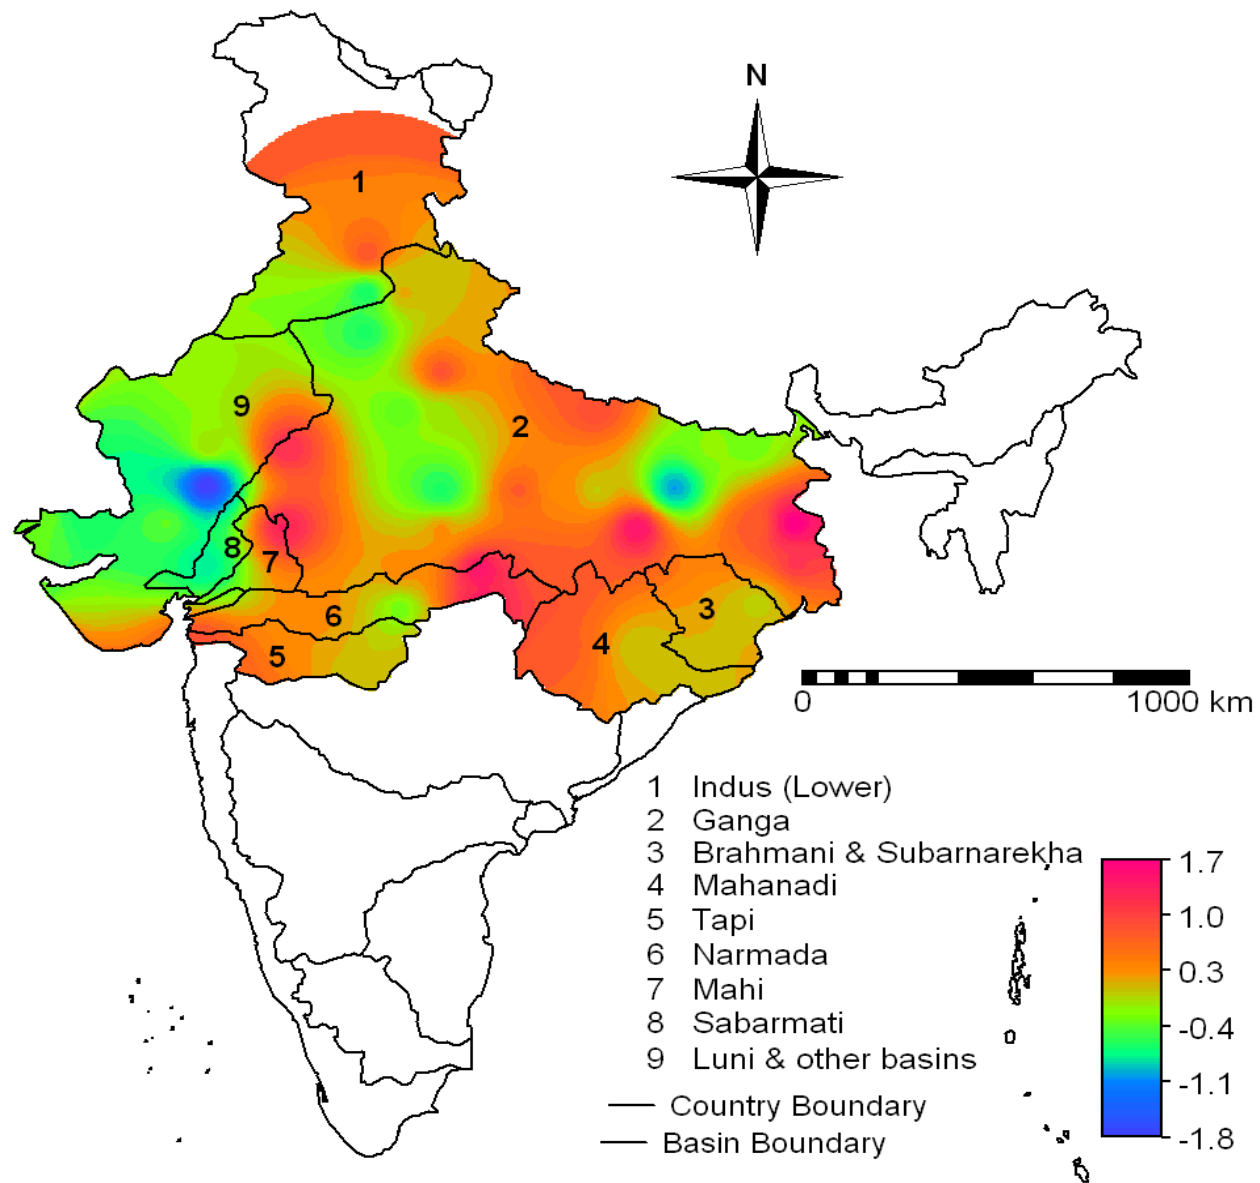 N
1
9
2
8
7
6
3
4
5
0 1000 km
1 Indus (Lower)
2 Ganga
3 Brahmani & Subarnarekha
4 Mahanadi
5 Tapi
6 Narmada
7 Mahi
8 Sabarmati
9 Luni & other basins
Country Boundary
Basin Boundary
1.7
1.0
0.3
-0.4
-1.1
-1.8